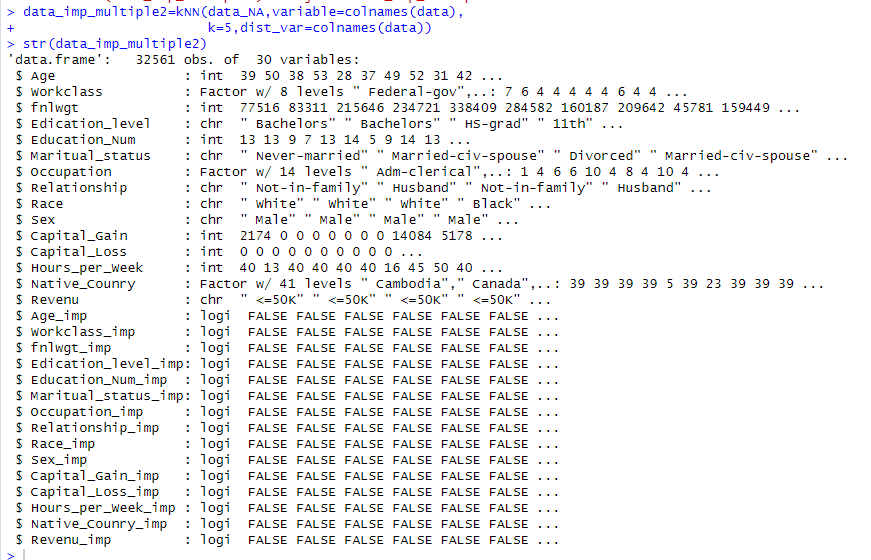 > data_imp_multiple2=kNN(data_NA,variable=colnames(data),
+                        k=5,dist_var=colnames(data))
> str(data_imp_multiple2)
'data.frame':   32561 obs. of  30 variables:
 $ Age                : int  39 50 38 53 28 37 49 52 31 42 ...
 $ Workclass          : Factor w/ 8 levels " Federal-gov",..: 7 6 4 4 4 4 4 6 4 4 ...
 $ fnlwgt             : int  77516 83311 215646 234721 338409 284582 160187 209642 45781 159449 ...
 $ Edication_level    : chr  " Bachelors" " Bachelors" " HS-grad" " 11th" ...
 $ Education_Num      : int  13 13 9 7 13 14 5 9 14 13 ...
 $ Maritual_status    : chr  " Never-married" " Married-civ-spouse" " Divorced" " Married-civ-spouse" ...
 $ Occupation         : Factor w/ 14 levels " Adm-clerical",..: 1 4 6 6 10 4 8 4 10 4 ...
 $ Relationship       : chr  " Not-in-family" " Husband" " Not-in-family" " Husband" ...
 $ Race               : chr  " White" " White" " White" " Black" ...
 $ Sex                : chr  " Male" " Male" " Male" " Male" ...
 $ Capital_Gain       : int  2174 0 0 0 0 0 0 0 14084 5178 ...
 $ Capital_Loss       : int  0 0 0 0 0 0 0 0 0 0 ...
 $ Hours_per_Week     : int  40 13 40 40 40 40 16 45 50 40 ...
 $ Native_Counry      : Factor w/ 41 levels " Cambodia"," Canada",..: 39 39 39 39 5 39 23 39 39 39 ...
 $ Revenu             : chr  " <=50K" " <=50K" " <=50K" " <=50K" ...
 $ Age_imp            : logi  FALSE FALSE FALSE FALSE FALSE FALSE ...
 $ Workclass_imp      : logi  FALSE FALSE FALSE FALSE FALSE FALSE ...
 $ fnlwgt_imp         : logi  FALSE FALSE FALSE FALSE FALSE FALSE ...
 $ Edication_level_imp: logi  FALSE FALSE FALSE FALSE FALSE FALSE ...
 $ Education_Num_imp  : logi  FALSE FALSE FALSE FALSE FALSE FALSE ...
 $ Maritual_status_imp: logi  FALSE FALSE FALSE FALSE FALSE FALSE ...
 $ Occupation_imp     : logi  FALSE FALSE FALSE FALSE FALSE FALSE ...
 $ Relationship_imp   : logi  FALSE FALSE FALSE FALSE FALSE FALSE ...
 $ Race_imp           : logi  FALSE FALSE FALSE FALSE FALSE FALSE ...
 $ Sex_imp            : logi  FALSE FALSE FALSE FALSE FALSE FALSE ...
 $ Capital_Gain_imp   : logi  FALSE FALSE FALSE FALSE FALSE FALSE ...
 $ Capital_Loss_imp   : logi  FALSE FALSE FALSE FALSE FALSE FALSE ...
 $ Hours_per_Week_imp : logi  FALSE FALSE FALSE FALSE FALSE FALSE ...
 $ Native_Counry_imp  : logi  FALSE FALSE FALSE FALSE FALSE FALSE ...
 $ Revenu_imp         : logi  FALSE FALSE FALSE FALSE FALSE FALSE ...
>